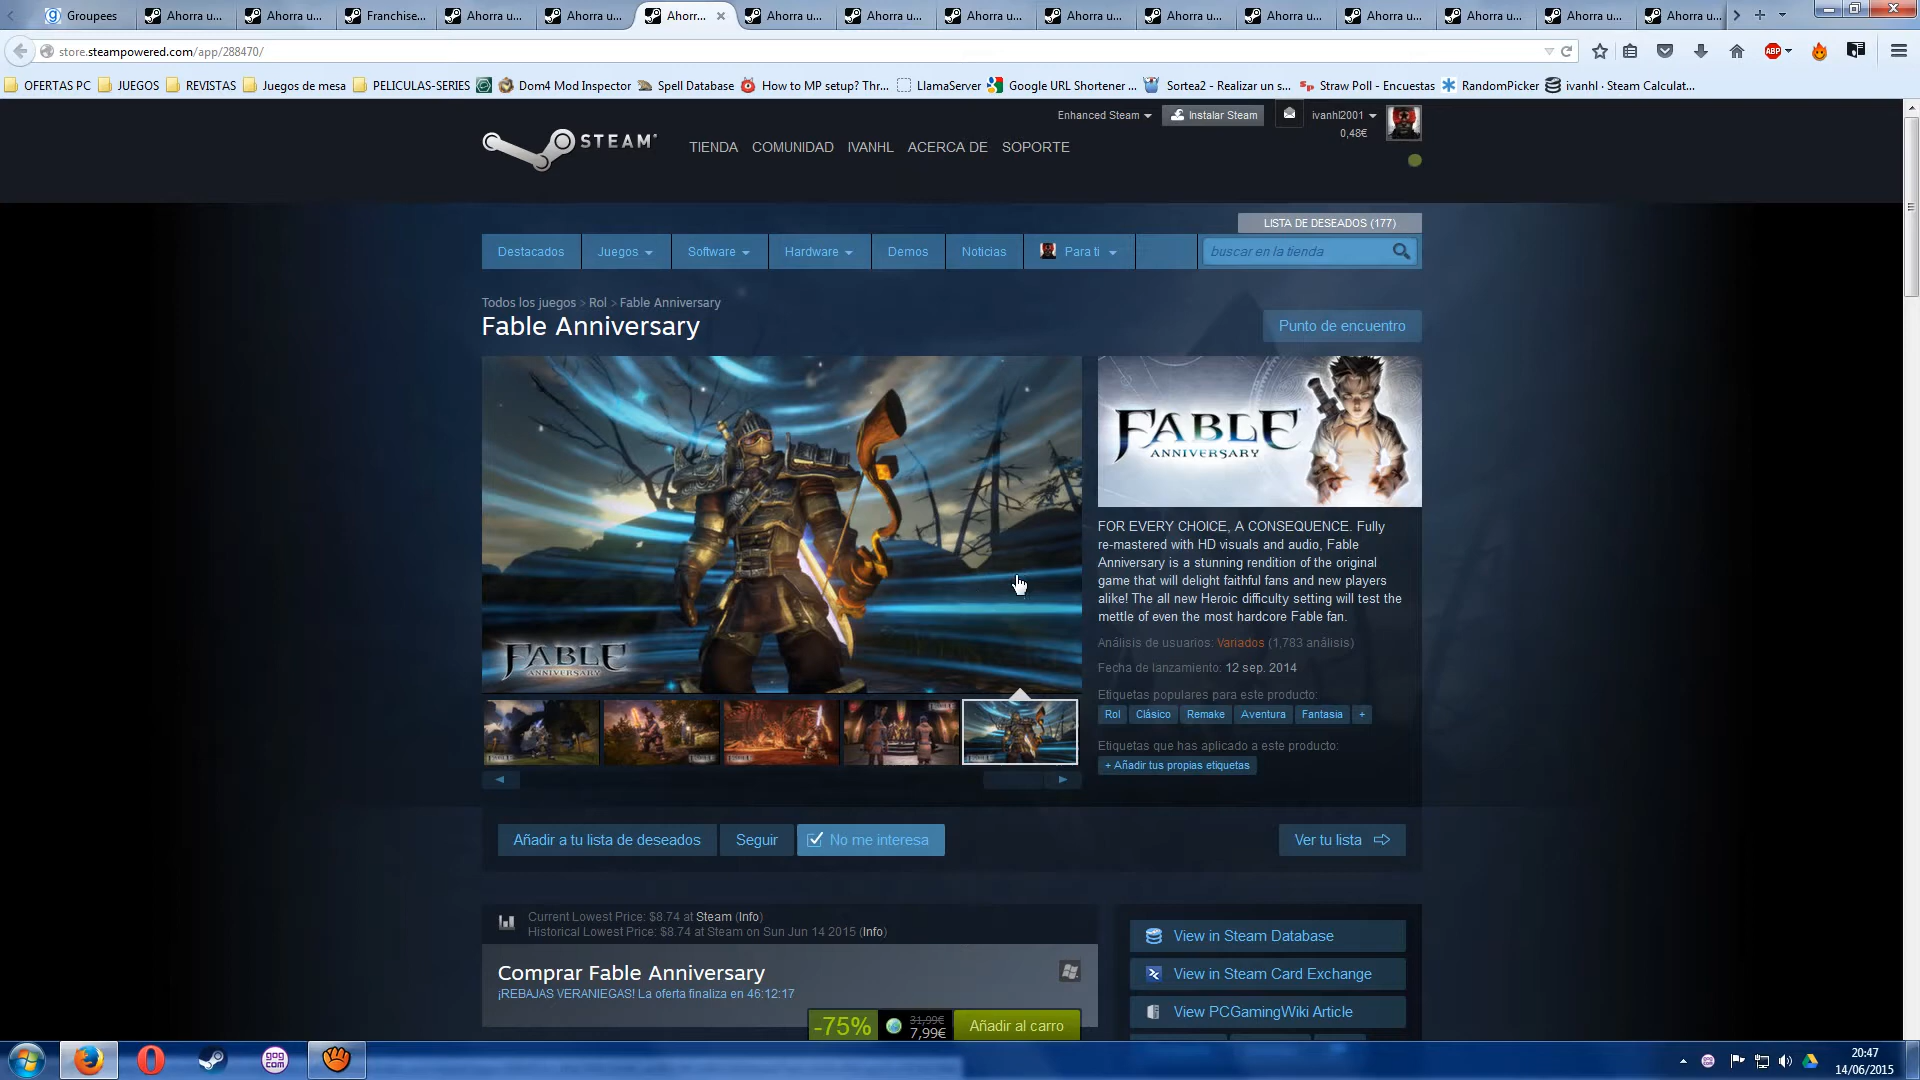 Groupees
Ahorra u...
Ahorra u...
Franchise...
Ahorra u...
Ahorra u...
Ahorr...
Ahorra u...
Ahorra u...
Ahorra u...
Ahorra u...
Ahorra u...
Ahorra u...
Ahorra u...
Ahorra u...
Ahorra u...
Ahorra u...
store.steampowered.com/app/288470/
ABP
OFERTAS PC
JUEGOS
REVISTAS
Juegos de mesa
PELICULAS-SERIES
Dom4 Mod Inspector
Spell Database
How to MP setup? Thr...
LlamaServer
Google URL Shortener ...
Sortea2 - Realizar un s...
Straw Poll - Encuestas
RandomPicker
ivanhl · Steam Calculat...
Enhanced Steam
Instalar Steam
ivanhl2001
0,48€
STEAM
TIENDA
COMUNIDAD
IVANHL
ACERCA DE
SOPORTE
LISTA DE DESEADOS (177)
Destacados
Juegos
Software
Hardware
Demos
Noticias
Para ti
buscar en la tienda
Todos los juegos > Rol > Fable Anniversary
Fable Anniversary
Punto de encuentro
FABLE
ANNIVERSARY
FABLE
ANNIVERSARY
FOR EVERY CHOICE, A CONSEQUENCE. Fully
re-mastered with HD visuals and audio, Fable
Anniversary is a stunning rendition of the original
game that will delight faithful fans and new players
alike! The all new Heroic difficulty setting will test the
mettle of even the most hardcore Fable fan.
Análisis de usuarios: Variados (1,783 análisis)
Fecha de lanzamiento: 12 sep. 2014
Etiquetas populares para este producto:
Rol
Clásico
Remake
Aventura
Fantasia
+
Etiquetas que has aplicado a este producto:
+ Añadir tus propias etiquetas
Añadir a tu lista de deseados
Seguir
No me interesa
Ver tu lista
Current Lowest Price: $8.74 at Steam (Info)
Historical Lowest Price: $8.74 at Steam on Sun Jun 14 2015 (Info)
Comprar Fable Anniversary
¡REBAJAS VERANIEGAS! La oferta finaliza en 46:12:17
-75%
31,99€
7,99€
Añadir al carro
View in Steam Database
View in Steam Card Exchange
View PCGamingWiki Article
gog
com
20:47
14/06/2015